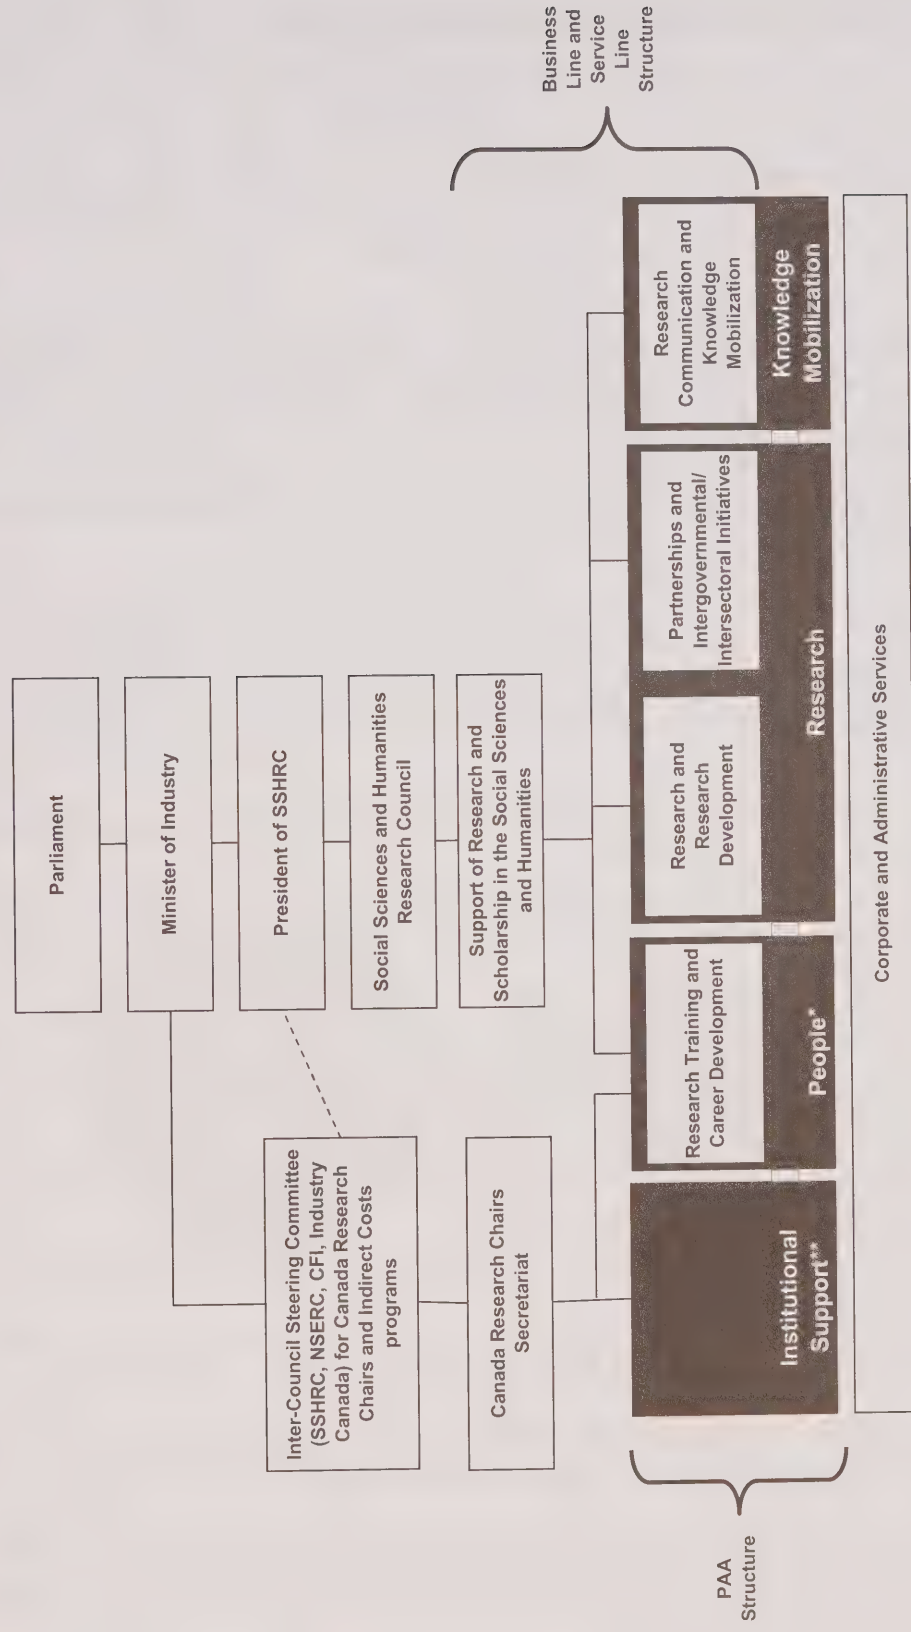 Parliament
Minister of Industry
President of SSHRC
Social Sciences and Humanities
Research Council
Support of Research and
Scholarship in the Social Sciences
and Humanities
Inter-Council Steering Committee
(SSHRC, NSERC, CFI, Industry
Canada) for Canada Research
Chairs and Indirect Costs
programs
Canada Research Chairs
Secretariat
Business
Line and
Service
Line
Structure
PAA
Structure
Institutional
Support**
Research Training and
Career Development
People*
Research and
Research
Development
Partnerships and
Intergovernmental/
Intersectoral Initiatives
Research
Research
Communication and
Knowledge
Mobilization
Knowledge
Mobilization
Corporate and Administrative Services